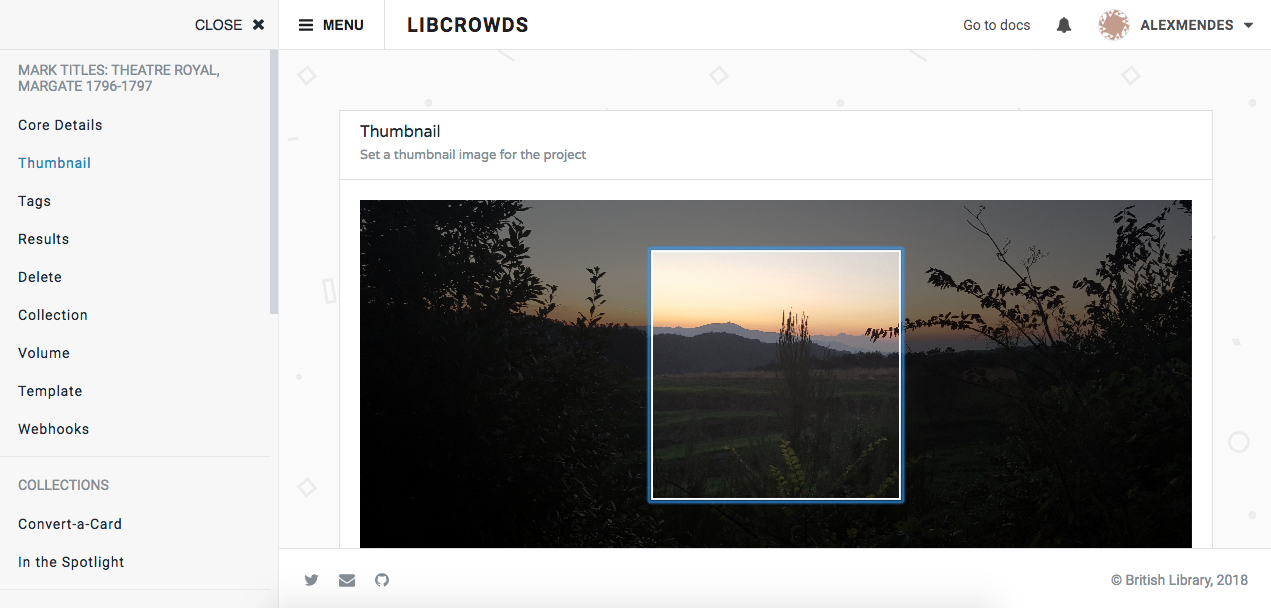 CLOSE
MENU
LIBCROWDS
Go to docs
ALEXMENDES
MARK TITLES: THEATRE ROYAL,
MARGATE 1796-1797
Core Details
Thumbnail
Tags
Results
Delete
Collection
Volume
Template
Webhooks
COLLECTIONS
Convert-a-Card
In the Spotlight
Thumbnail
Set a thumbnail image for the project
© British Library, 2018